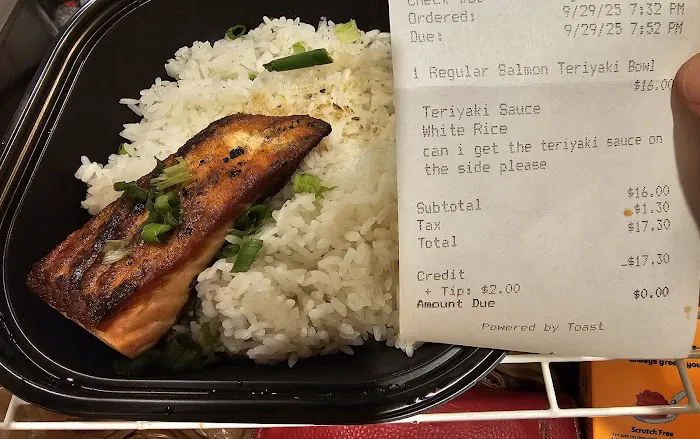 Ordered: 9/29/25 7:32 PM
Due: 9/29/25 7:52 PM
1 Regular Salmon Teriyaki Bowl
$16.00
Teriyaki Sauce
White Rice
can i get the teriyaki sauce on
the side please
Subtotal $16.00
Tax $1.30
Total $17.30
Credit -$17.30
+ Tip: $2.00
Amount Due $0.00
Powered by Toast
Scratch Free